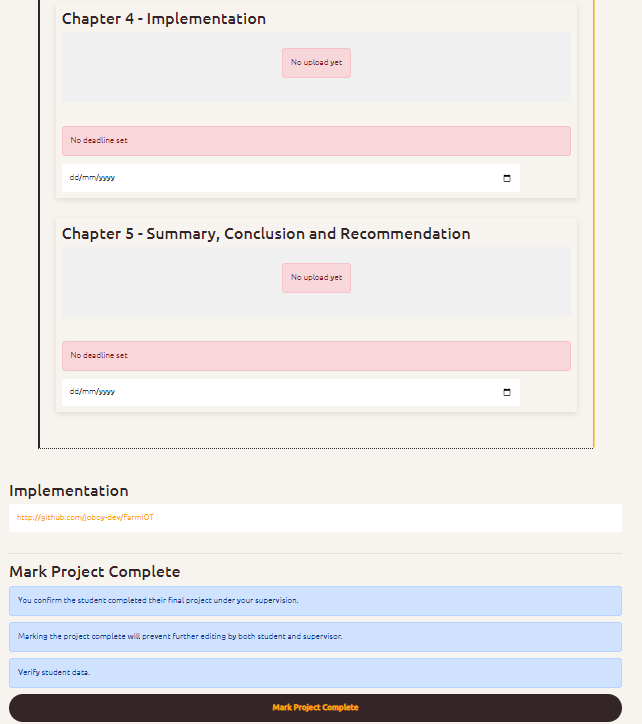 Chapter 4 - Implementation
No upload yet
No deadline set
dd/mm/yyyy
Chapter 5 - Summary, Conclusion and Recommendation
No upload yet
No deadline set
dd/mm/yyyy
Implementation
http://github.com/joboy-dev/FarmIOT
Mark Project Complete
You confirm the student completed their final project under your supervision.
Marking the project complete will prevent further editing by both student and supervisor.
Verify student data.
Mark Project Complete